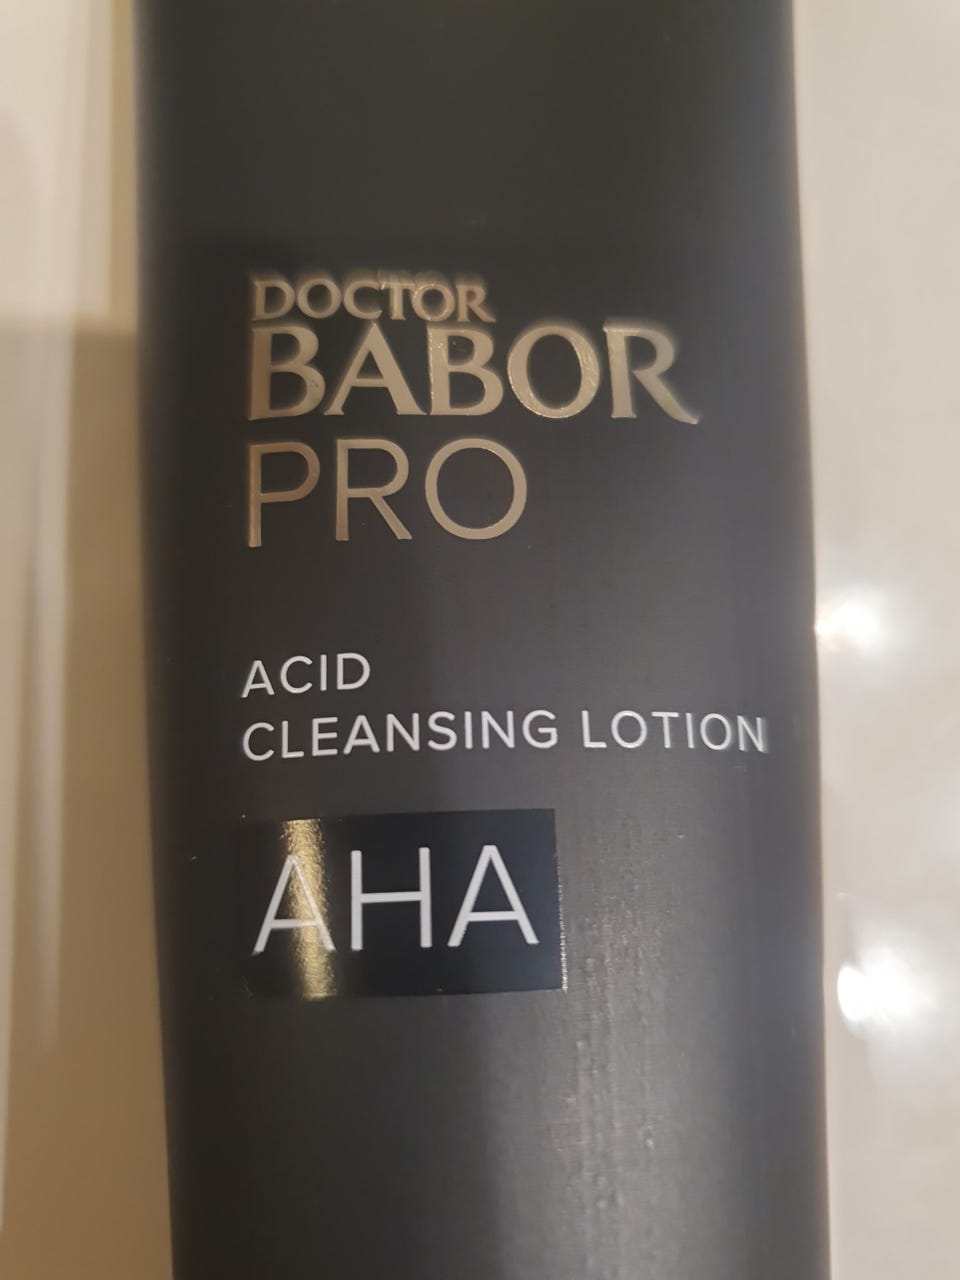 DOCTOR
BABOR
PRO
ACID
CLEANSING LOTION
AHA